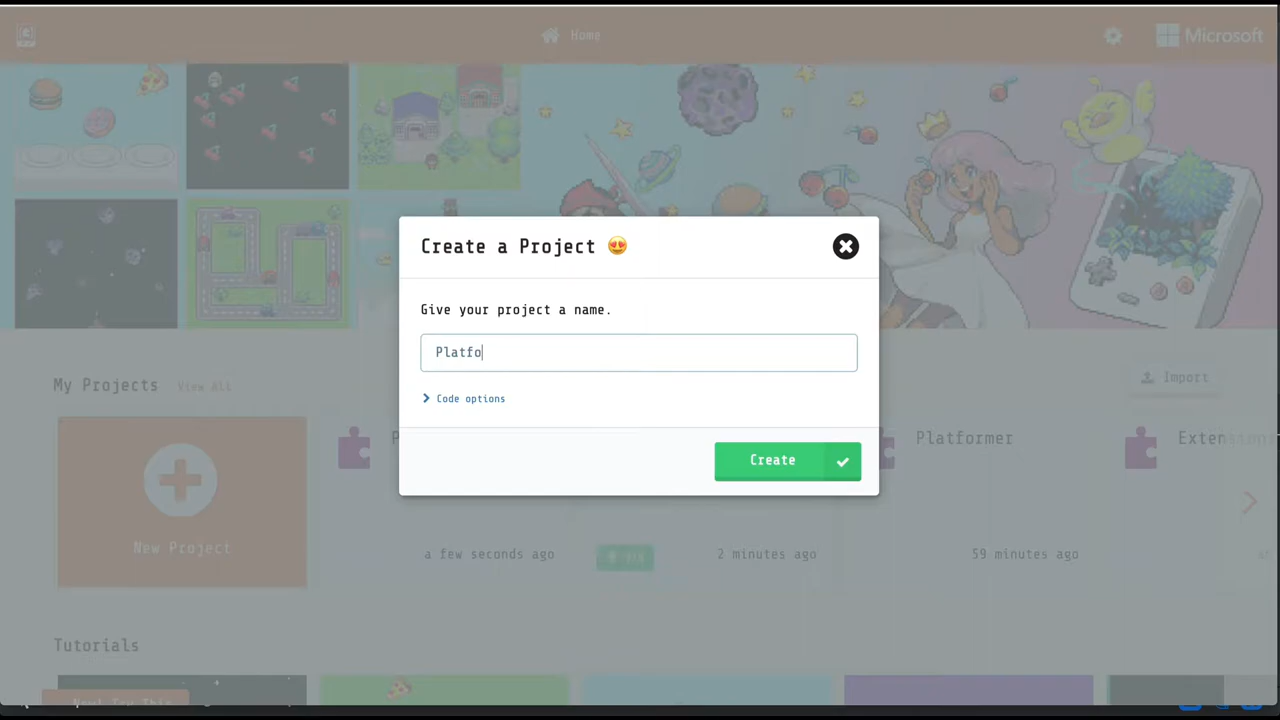 Home
Microsoft
Create a Project 😍
Give your project a name.
Platfo
Code options
Create
My Projects View All
Import
New Project
Platformer
Extensions
a few seconds ago
2 minutes ago
59 minutes ago
Tutorials